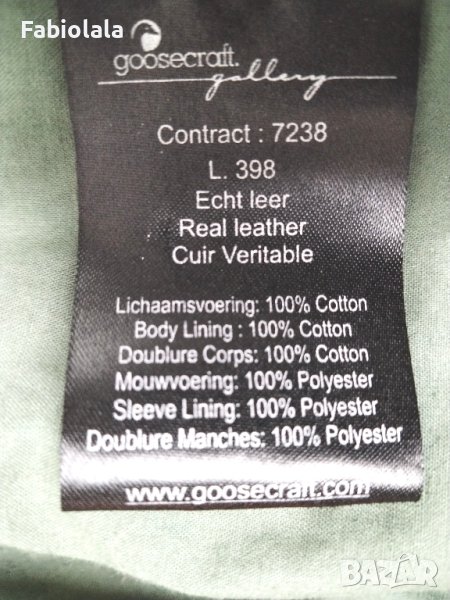 Fabiolala
goosecraft.
gallery
Contract : 7238
L. 398
Echt leer
Real leather
Cuir Veritable
Lichaamsvoering: 100% Cotton
Body Lining : 100% Cotton
Doublure Corps: 100% Cotton
Mouwvoering: 100% Polyester
Sleeve Lining: 100% Polyester
Doublure Manches: 100% Polyester
www.goosecraft.com
BAZAR